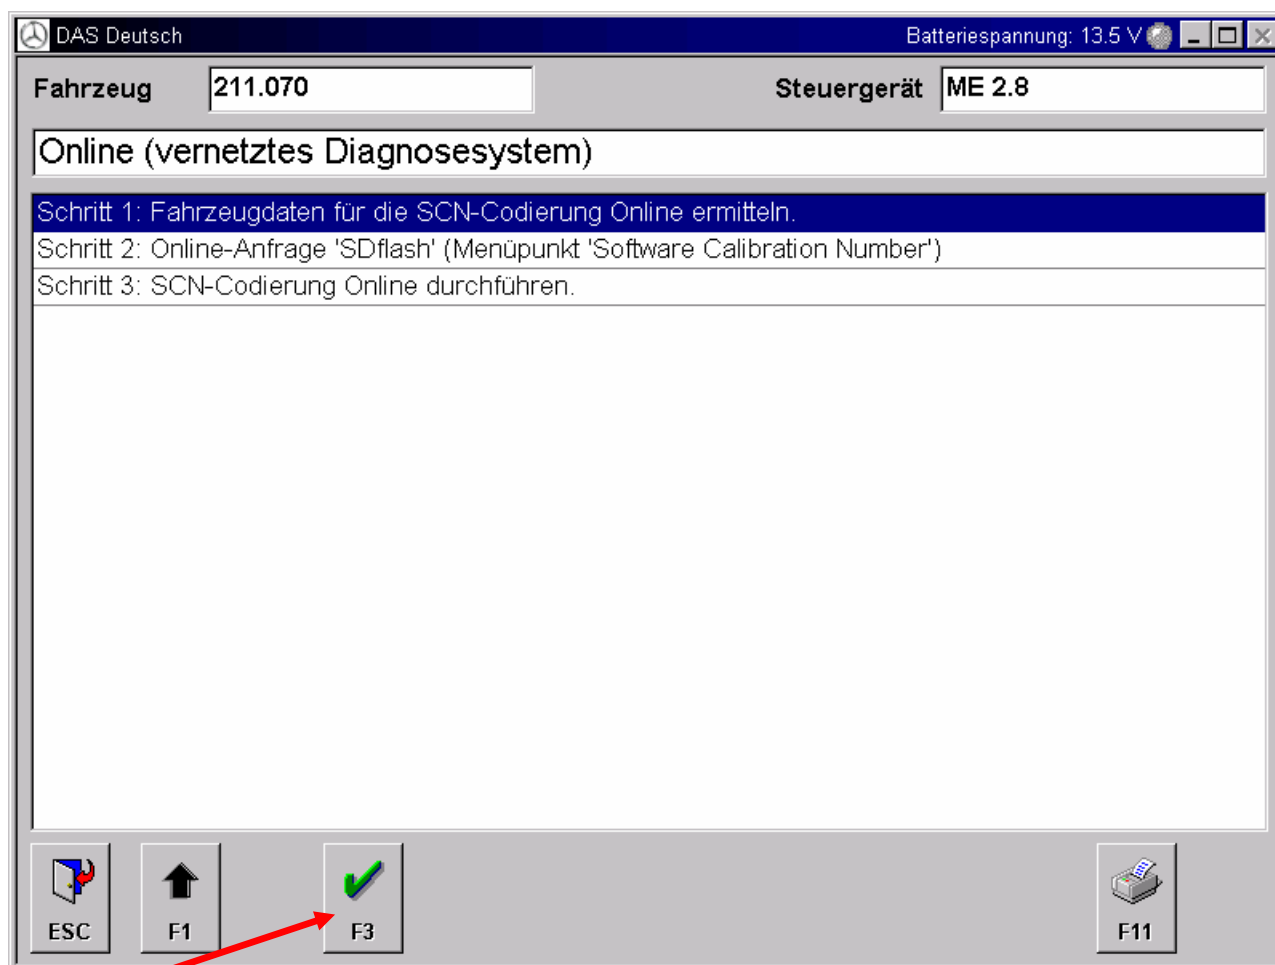 DAS Deutsch
Batteriespannung: 13.5 V
Fahrzeug 211.070 Steuergerät ME 2.8
Online (vernetztes Diagnosesystem)
Schritt 1: Fahrzeugdaten für die SCN-Codierung Online ermitteln.
Schritt 2: Online-Anfrage 'SDflash' (Menüpunkt 'Software Calibration Number')
Schritt 3: SCN-Codierung Online durchführen.
ESC F1 F3 F11